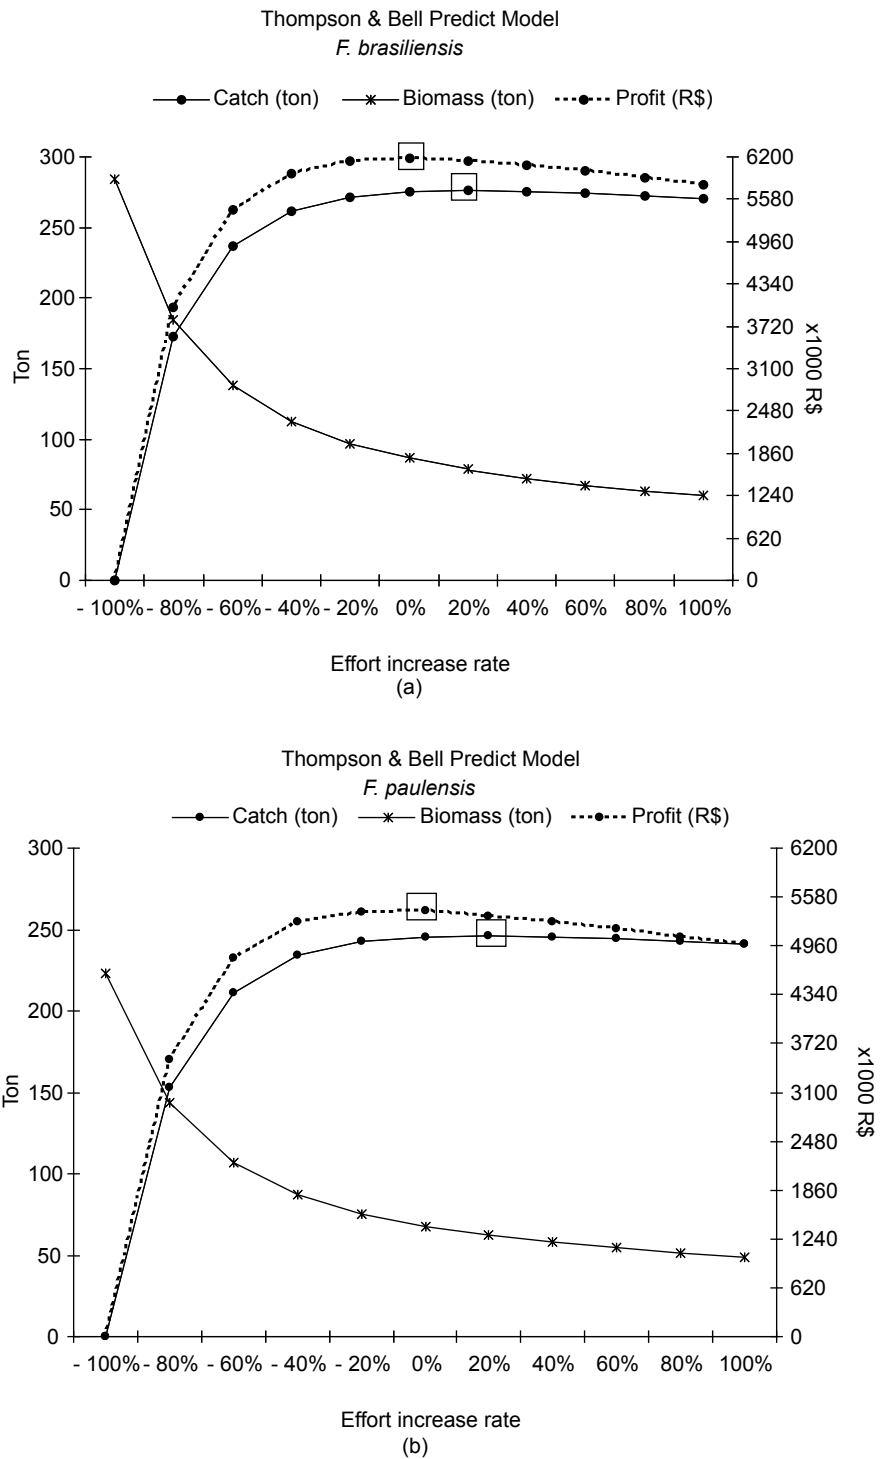 Thompson & Bell Predict Model
F. brasiliensis
Catch (ton) Biomass (ton) Profit (R$)
300 6200
250 5580
200 4960
150 4340
100 3720
50 3100
0 2480
1860
1240
620
0
Ton
x1000 R$
- 100% - 80% - 60% - 40% - 20% 0% 20% 40% 60% 80% 100%
Effort increase rate
(a)
Thompson & Bell Predict Model
F. paulensis
Catch (ton) Biomass (ton) Profit (R$)
300 6200
250 5580
200 4960
150 4340
100 3720
50 3100
0 2480
1860
1240
620
0
Ton
x1000 R$
- 100% - 80% - 60% - 40% - 20% 0% 20% 40% 60% 80% 100%
Effort increase rate
(b)